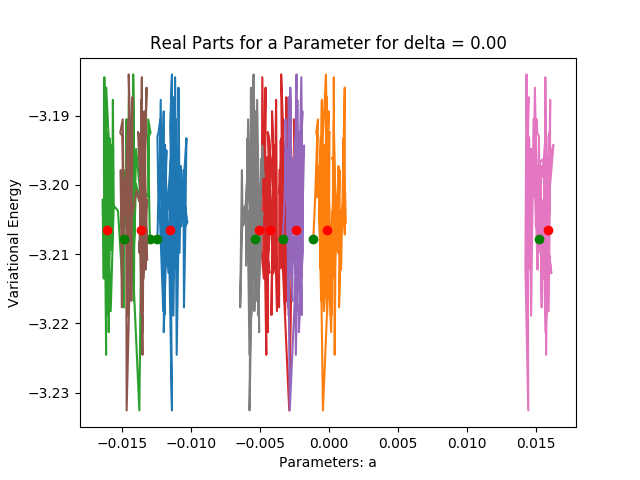 Real Parts for a Parameter for delta = 0.00
Variational Energy
−3.19
−3.20
−3.21
−3.22
−3.23
−0.015 −0.010 −0.005 0.000 0.005 0.010 0.015
Parameters: a